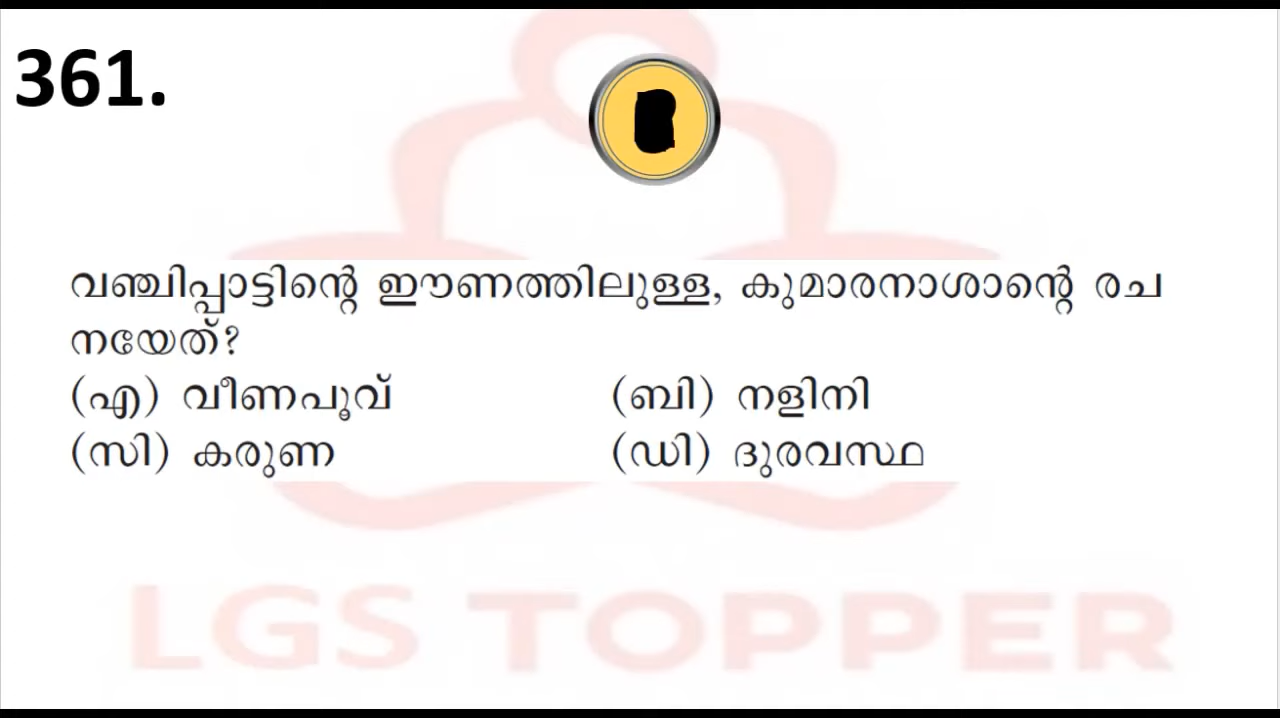 361.
വഞ്ചിപ്പാട്ടിന്റെ ഈണത്തിലുള്ള, കുമാരനാശാന്റെ രച
നയേത്?
(എ) വീണപൂവ് (ബി) നളിനി
(സി) കരുണ (ഡി) ദുരവസ്ഥ
LGS TOPPER